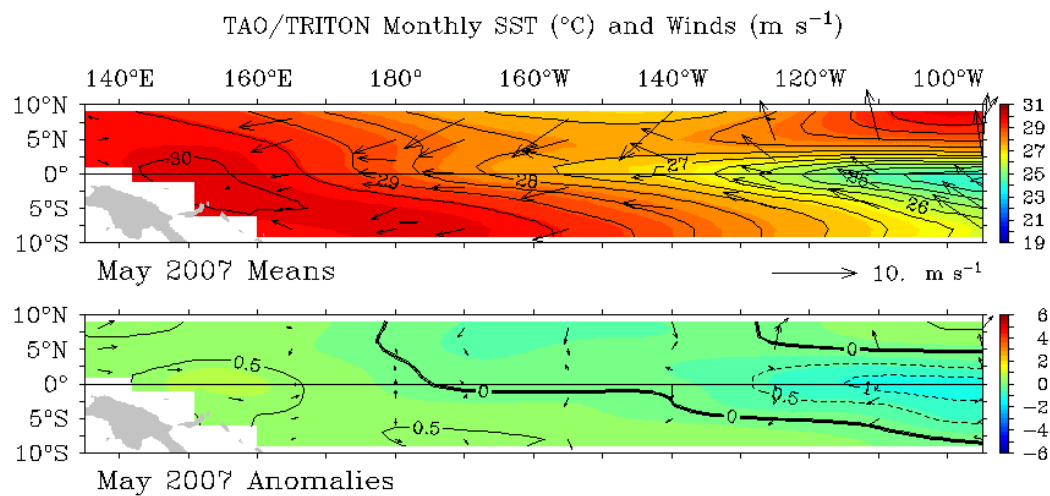 TAO/TRITON Monthly SST (°C) and Winds (m s⁻¹)
140°E 160°E 180° 160°W 140°W 120°W 100°W
10°N
5°N
0°
5°S
10°S
30
29
28
27
26
26
31
29
27
25
23
21
19
May 2007 Means
10. m s⁻¹
10°N
5°N
0°
5°S
10°S
0.5
0.5
0
0
0
0.5
1
6
4
2
0
−2
−4
−6
May 2007 Anomalies